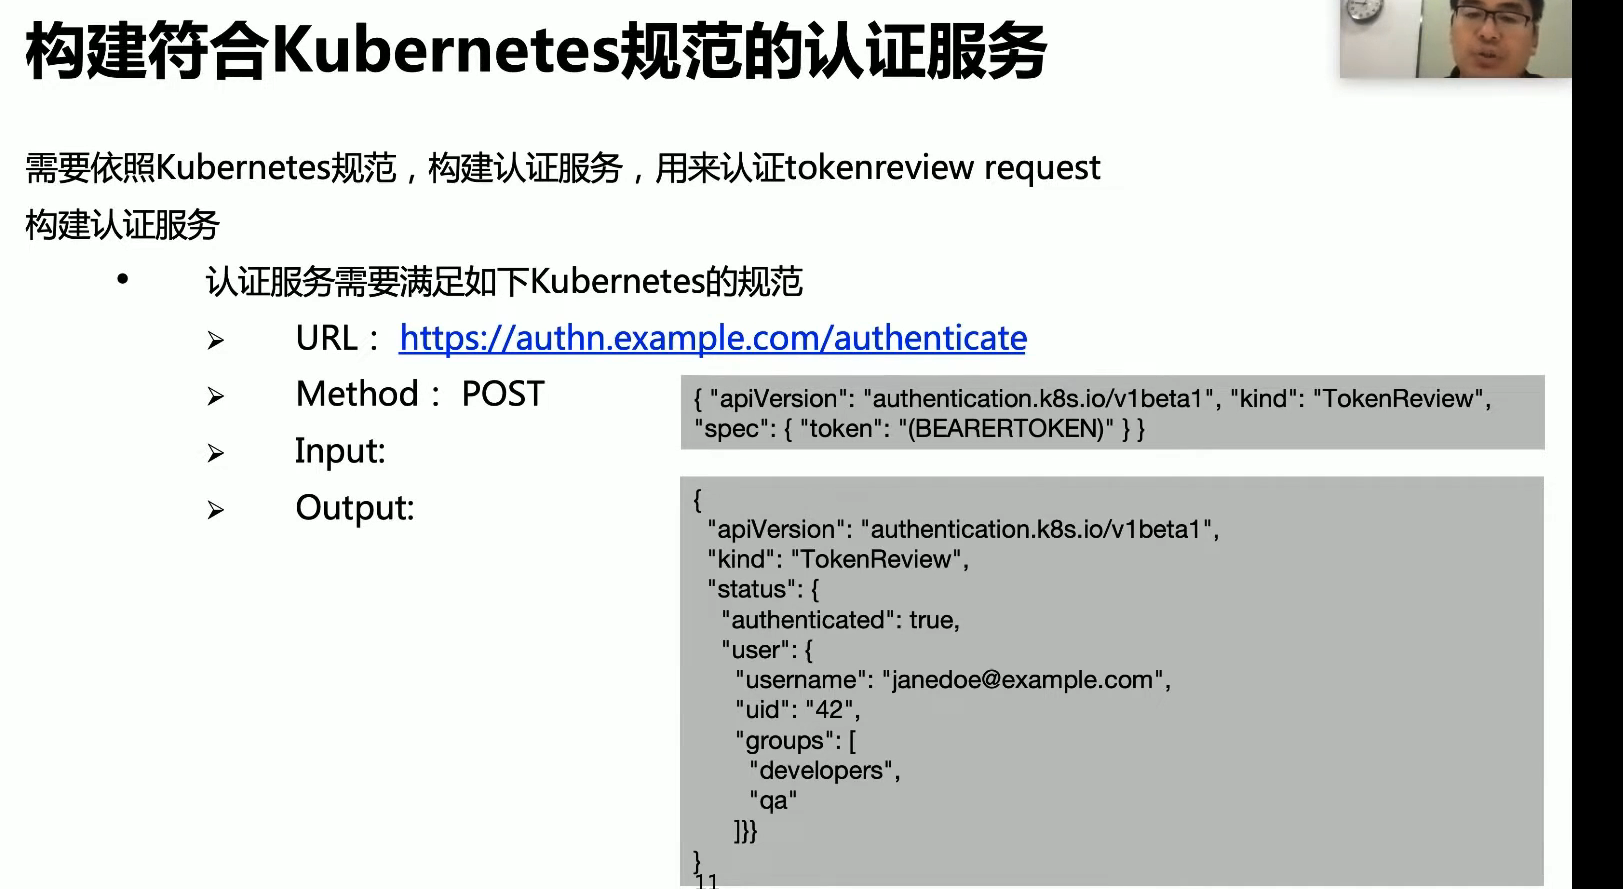 构建符合Kubernetes规范的认证服务
需要依照Kubernetes规范，构建认证服务，用来认证tokenreview request
构建认证服务
• 认证服务需要满足如下Kubernetes的规范
➢ URL： https://authn.example.com/authenticate
➢ Method： POST
➢ Input:
{ "apiVersion": "authentication.k8s.io/v1beta1", "kind": "TokenReview",
"spec": { "token": "(BEARERTOKEN)" } }
➢ Output:
{
"apiVersion": "authentication.k8s.io/v1beta1",
"kind": "TokenReview",
"status": {
"authenticated": true,
"user": {
"username": "janedoe@example.com",
"uid": "42",
"groups": [
"developers",
"qa"
]}}
}
11